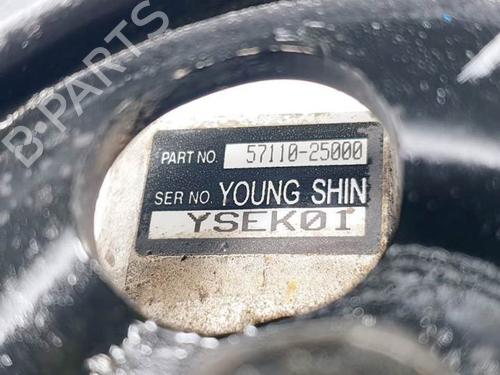 B-PARTS
PART NO. 57110-25000
SER NO. YOUNG SHIN
YSEK01